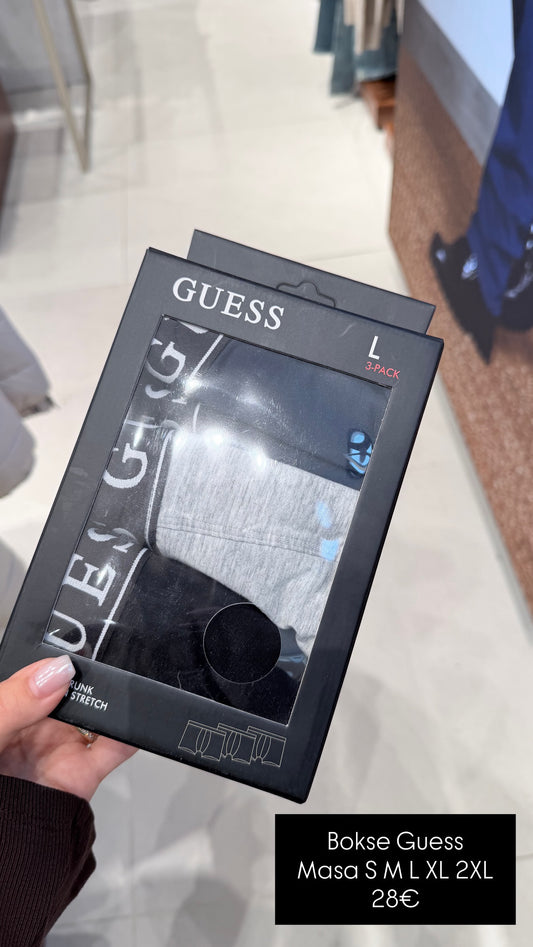 GUESS
L
3-PACK
STRETCH
Bokse Guess
Masa S M L XL 2XL
28€